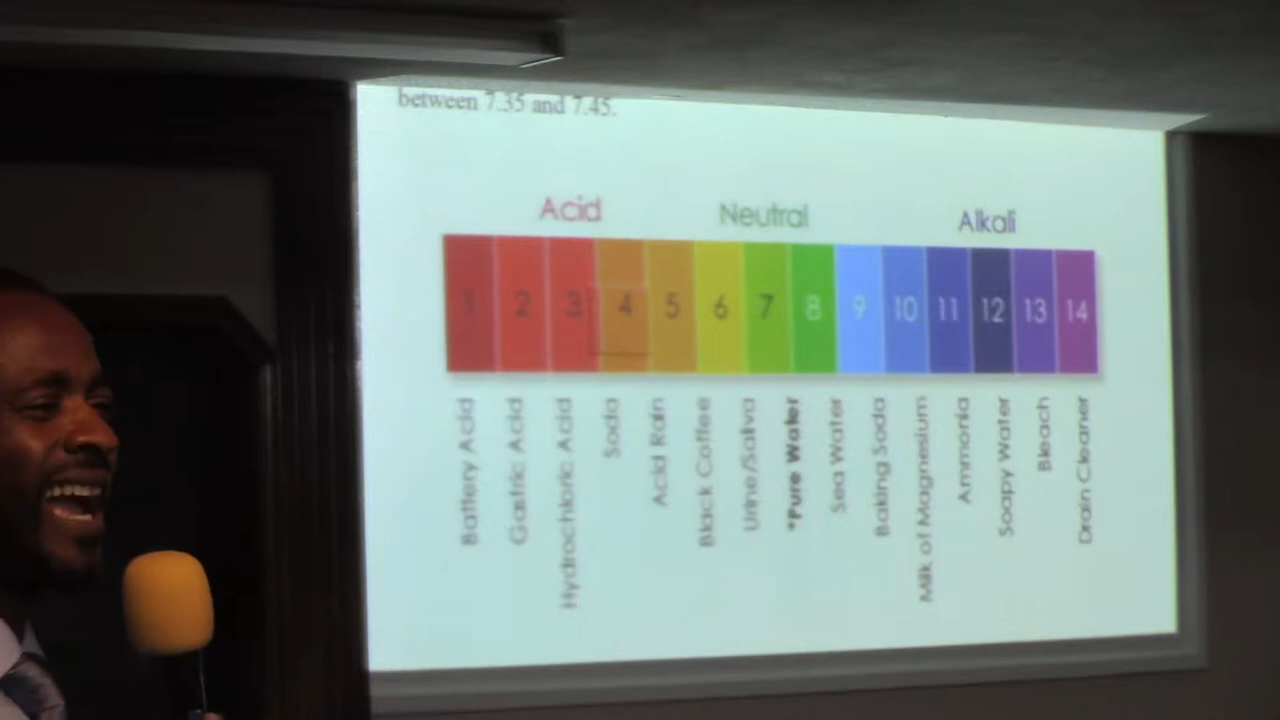 between 7.35 and 7.45.
Acid Neutral Alkali
1 2 3 4 5 6 7 8 9 10 11 12 13 14
Battery Acid
Gastric Acid
Hydrochloric Acid
Soda
Acid Rain
Black Coffee
Urine/Saliva
*Pure Water
Sea Water
Baking Soda
Milk of Magnesium
Ammonia
Soapy Water
Bleach
Drain Cleaner